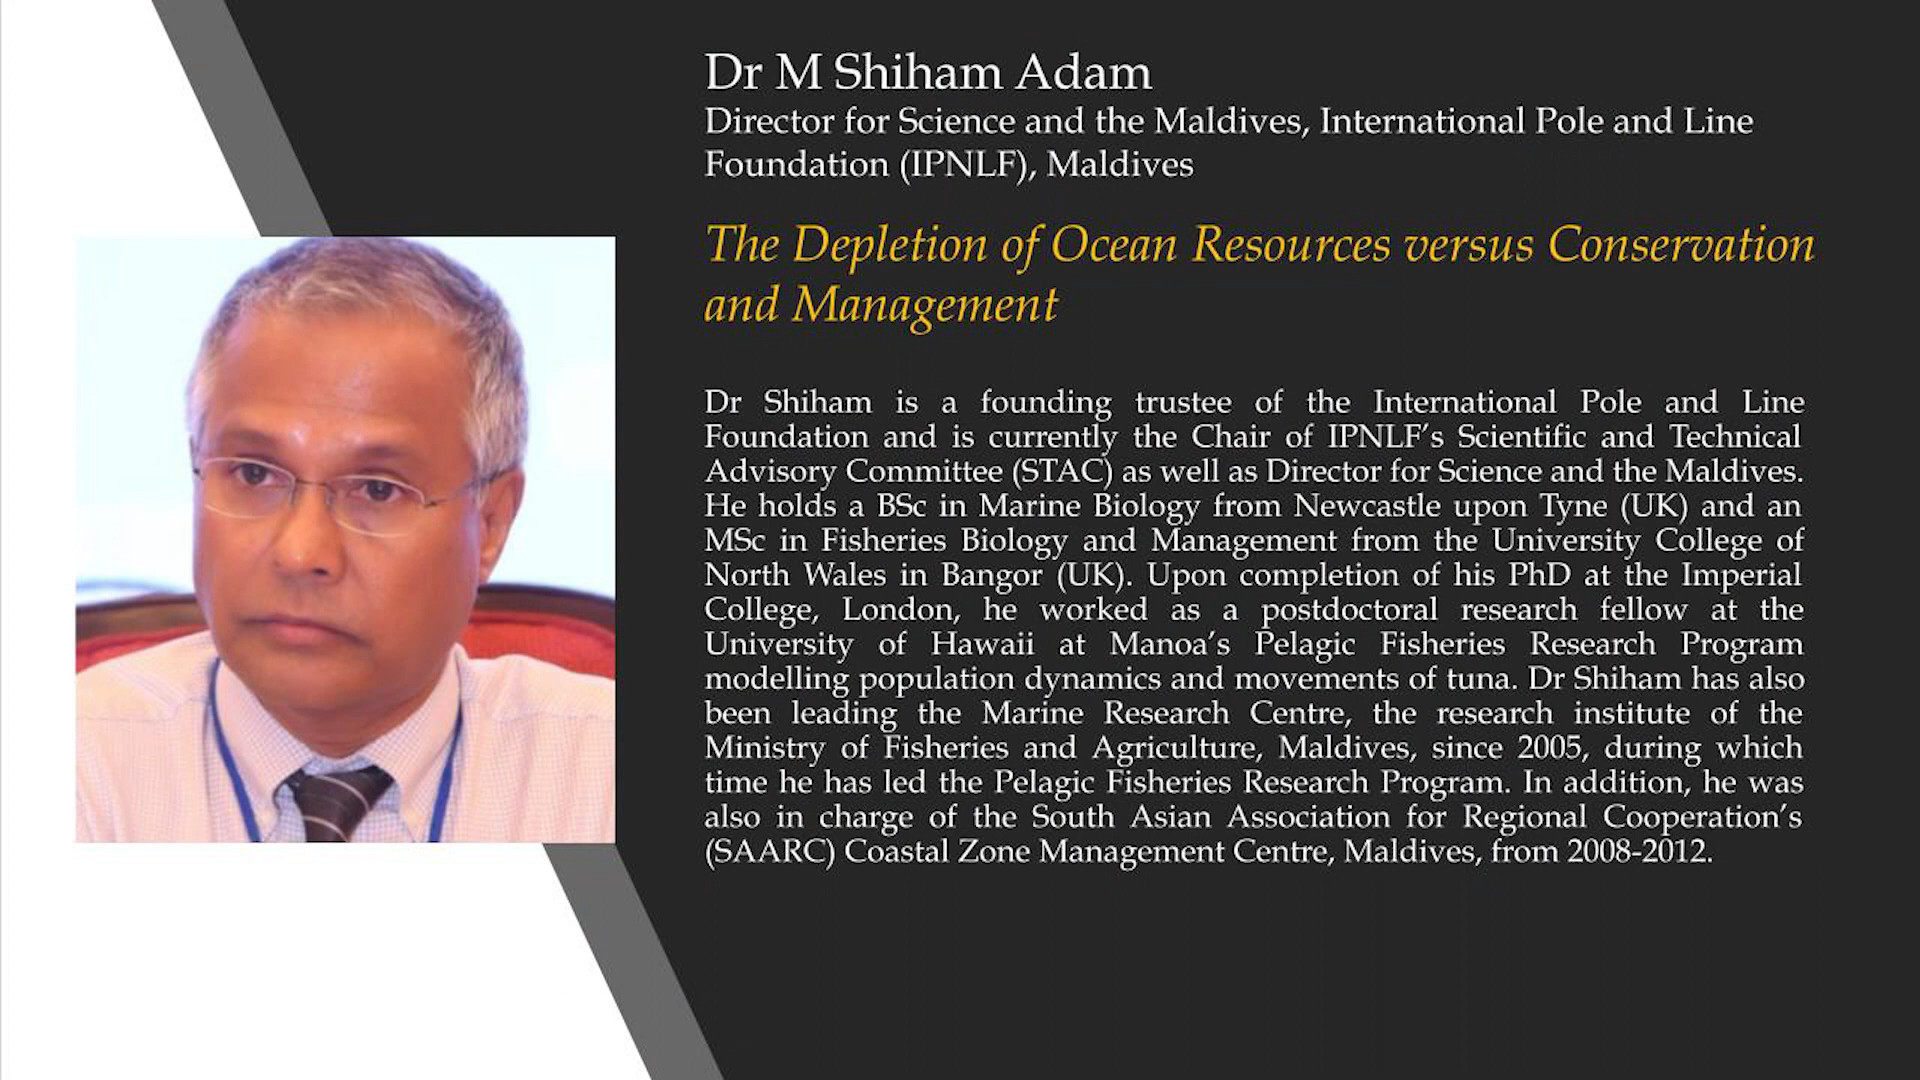 Dr M Shiham Adam
Director for Science and the Maldives, International Pole and Line
Foundation (IPNLF), Maldives
The Depletion of Ocean Resources versus Conservation
and Management
Dr Shiham is a founding trustee of the International Pole and Line
Foundation and is currently the Chair of IPNLF’s Scientific and Technical
Advisory Committee (STAC) as well as Director for Science and the Maldives.
He holds a BSc in Marine Biology from Newcastle upon Tyne (UK) and an
MSc in Fisheries Biology and Management from the University College of
North Wales in Bangor (UK). Upon completion of his PhD at the Imperial
College, London, he worked as a postdoctoral research fellow at the
University of Hawaii at Manoa’s Pelagic Fisheries Research Program
modelling population dynamics and movements of tuna. Dr Shiham has also
been leading the Marine Research Centre, the research institute of the
Ministry of Fisheries and Agriculture, Maldives, since 2005, during which
time he has led the Pelagic Fisheries Research Program. In addition, he was
also in charge of the South Asian Association for Regional Cooperation’s
(SAARC) Coastal Zone Management Centre, Maldives, from 2008-2012.